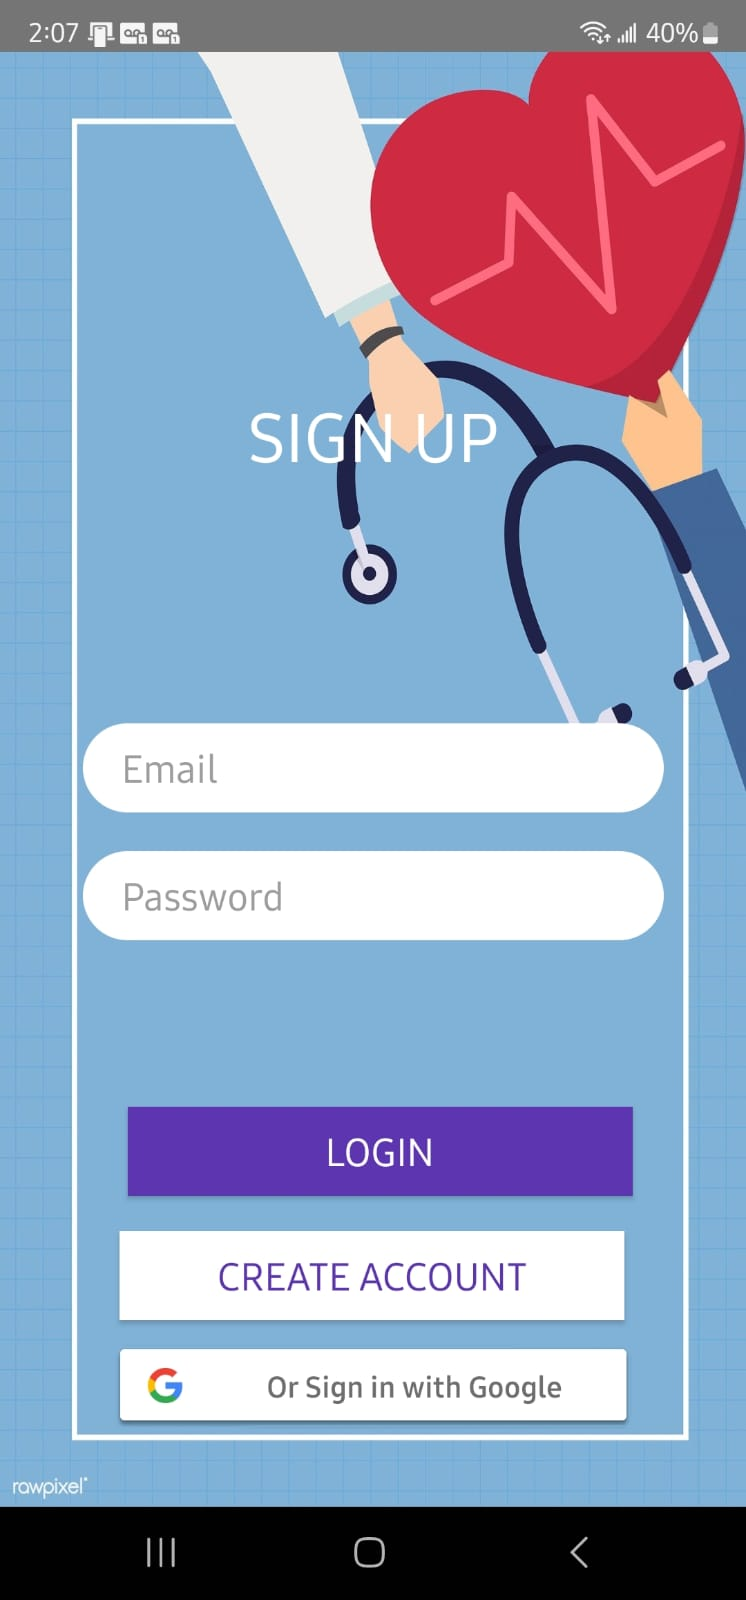 2:07
40%
SIGN UP
Email
Password
LOGIN
CREATE ACCOUNT
Or Sign in with Google
rawpixel